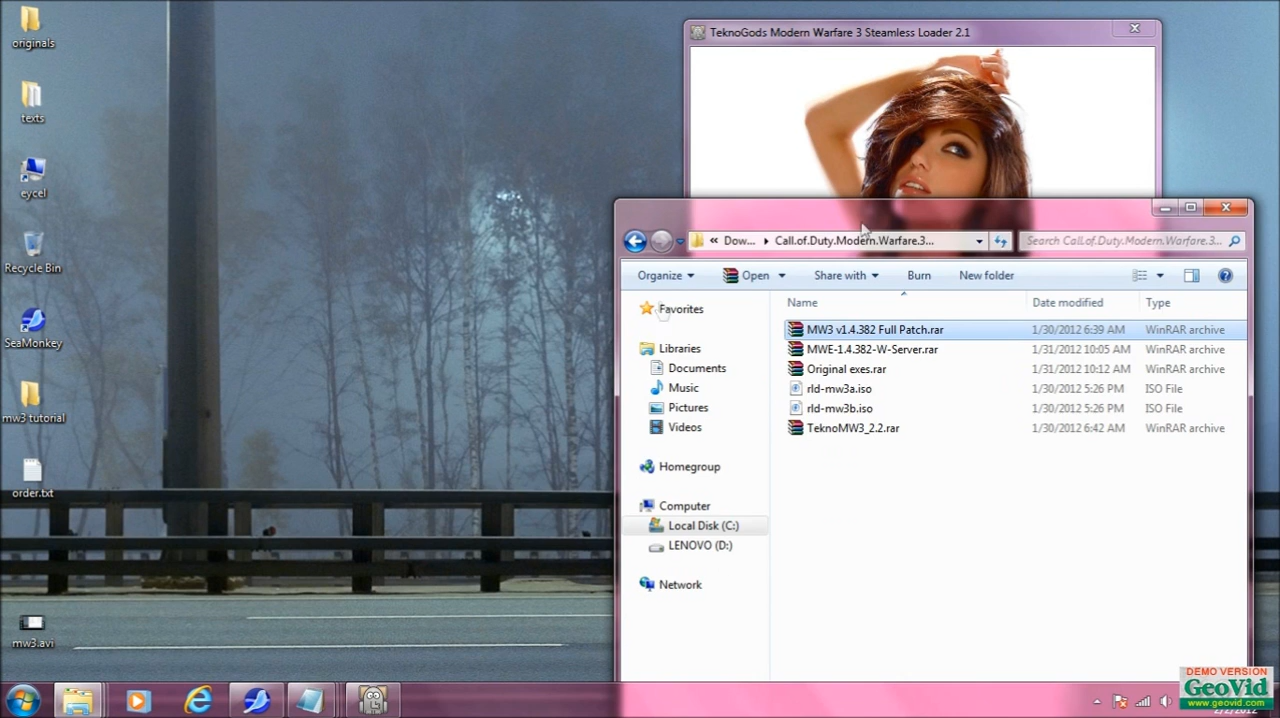 originals
texts
eycel
Recycle Bin
SeaMonkey
mw3 tutorial
order.txt
mw3.avi
TeknoGods Modern Warfare 3 Steamless Loader 2.1
« Dow... Call.of.Duty.Modern.Warfare.3...
Search Call.of.Duty.Modern.Warfare.3...
Organize Open Share with Burn New folder
Favorites
Libraries
Documents
Music
Pictures
Videos
Homegroup
Computer
Local Disk (C:)
LENOVO (D:)
Network
Name Date modified Type
MW3 v1.4.382 Full Patch.rar 1/30/2012 6:39 AM WinRAR archive
MWE-1.4.382-W-Server.rar 1/31/2012 10:05 AM WinRAR archive
Original exes.rar 1/31/2012 10:12 AM WinRAR archive
rld-mw3a.iso 1/30/2012 5:26 PM ISO File
rld-mw3b.iso 1/30/2012 5:26 PM ISO File
TeknoMW3_2.2.rar 1/30/2012 6:42 AM WinRAR archive
DEMO VERSION
GeoVid
www.geovid.com
2/2/2012